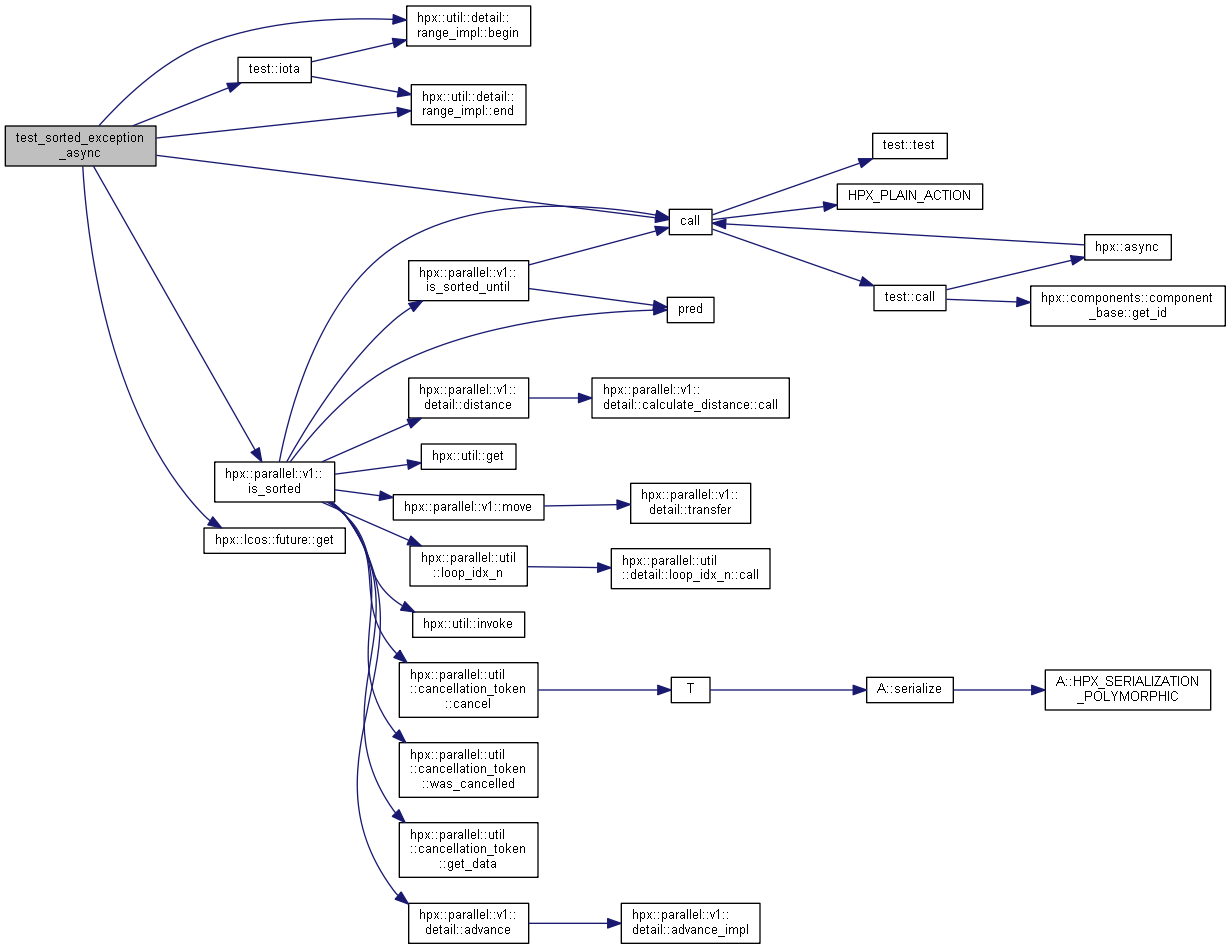 hpx::util::detail::
range_impl::begin
test::iota
hpx::util::detail::
range_impl::end
test_sorted_exception
_async
test::test
HPX_PLAIN_ACTION
call
hpx::async
hpx::parallel::v1::
is_sorted_until
test::call
hpx::components::component
_base::get_id
pred
hpx::parallel::v1::
detail::distance
hpx::parallel::v1::
detail::calculate_distance::call
hpx::util::get
hpx::parallel::v1::
is_sorted
hpx::parallel::v1::move
hpx::parallel::v1::
detail::transfer
hpx::lcos::future::get
hpx::parallel::util
::loop_idx_n
hpx::parallel::util
::detail::loop_idx_n::call
hpx::util::invoke
hpx::parallel::util
::cancellation_token
::cancel
T
A::serialize
A::HPX_SERIALIZATION
_POLYMORPHIC
hpx::parallel::util
::cancellation_token
::was_cancelled
hpx::parallel::util
::cancellation_token
::get_data
hpx::parallel::v1::
detail::advance
hpx::parallel::v1::
detail::advance_impl